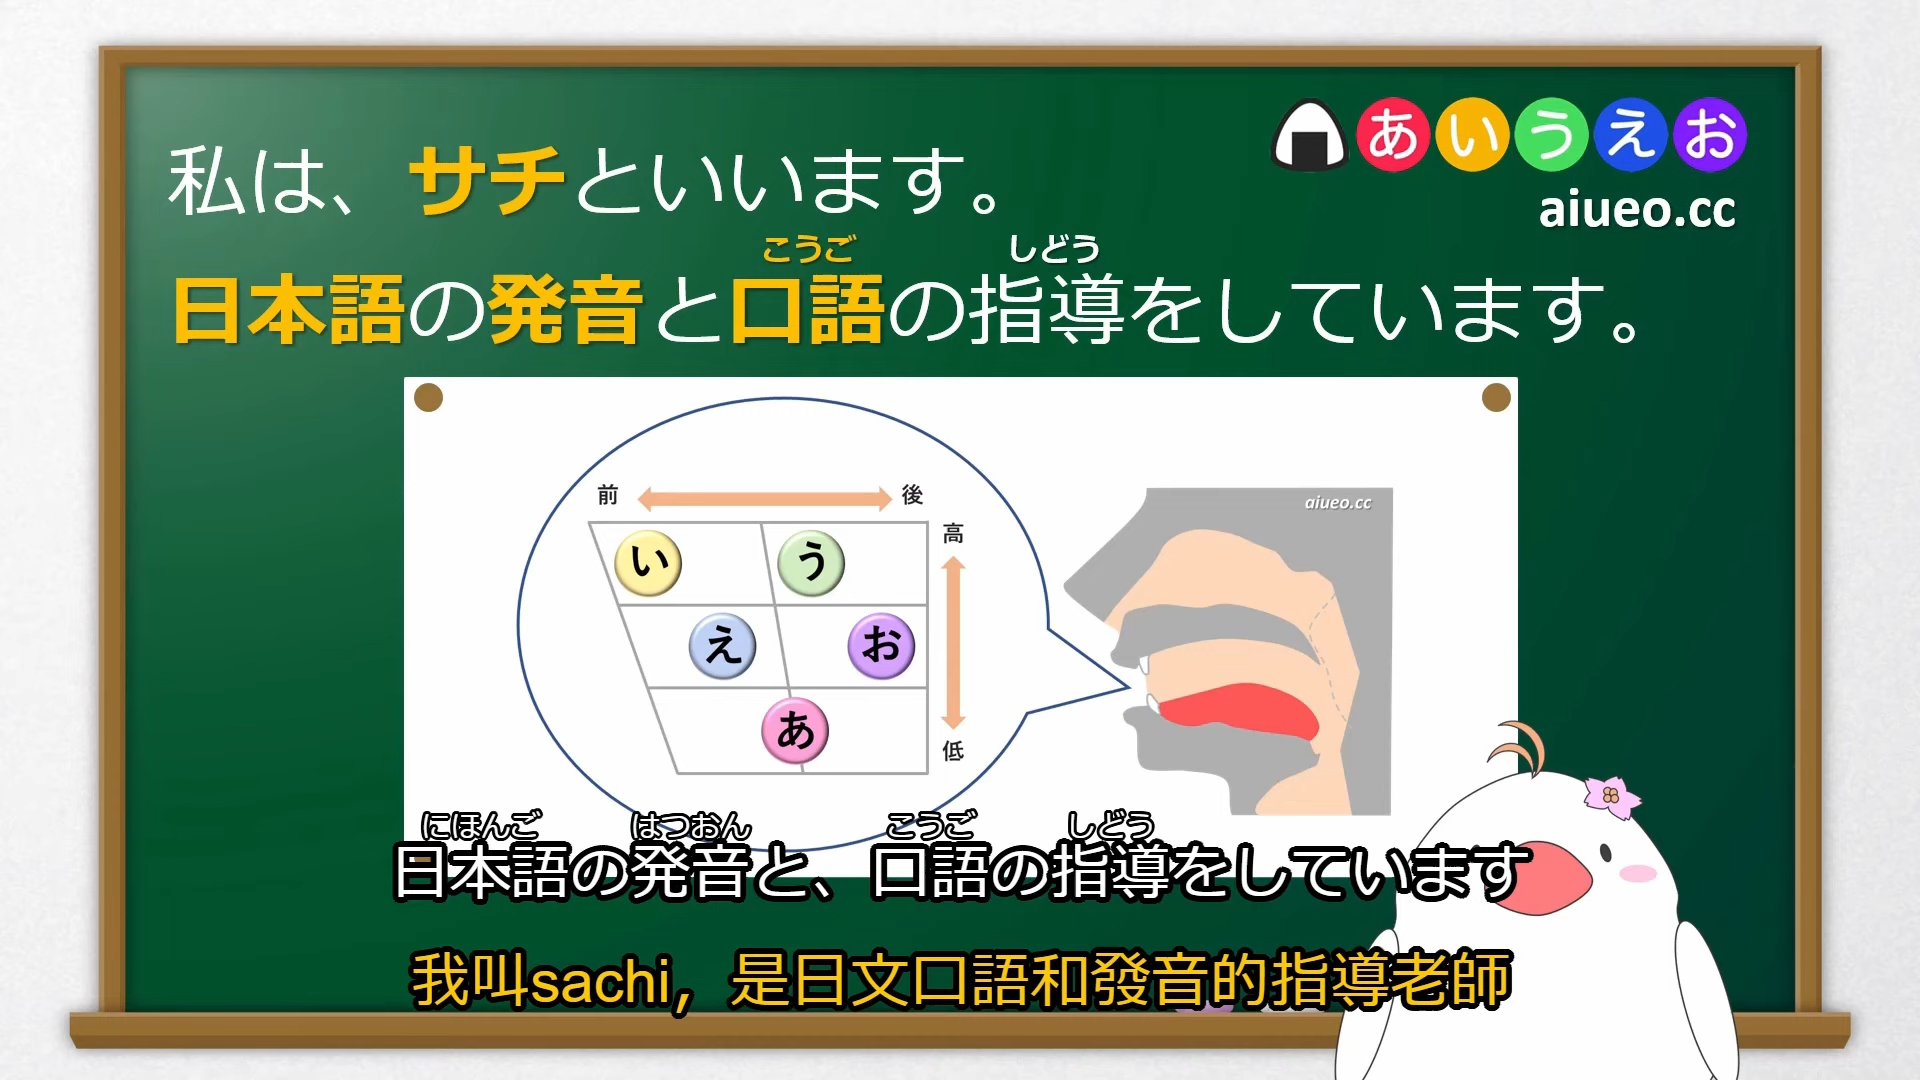 あいうえお
aiueo.cc
私は、サチといいます。
こうご しどう
日本語の発音と口語の指導をしています。
前 後
高
aiueo.cc
い う
え お
あ
低
にほんご はつおん こうご しどう
日本語の発音と、口語の指導をしています
我叫sachi，是日文口語和發音的指導老師